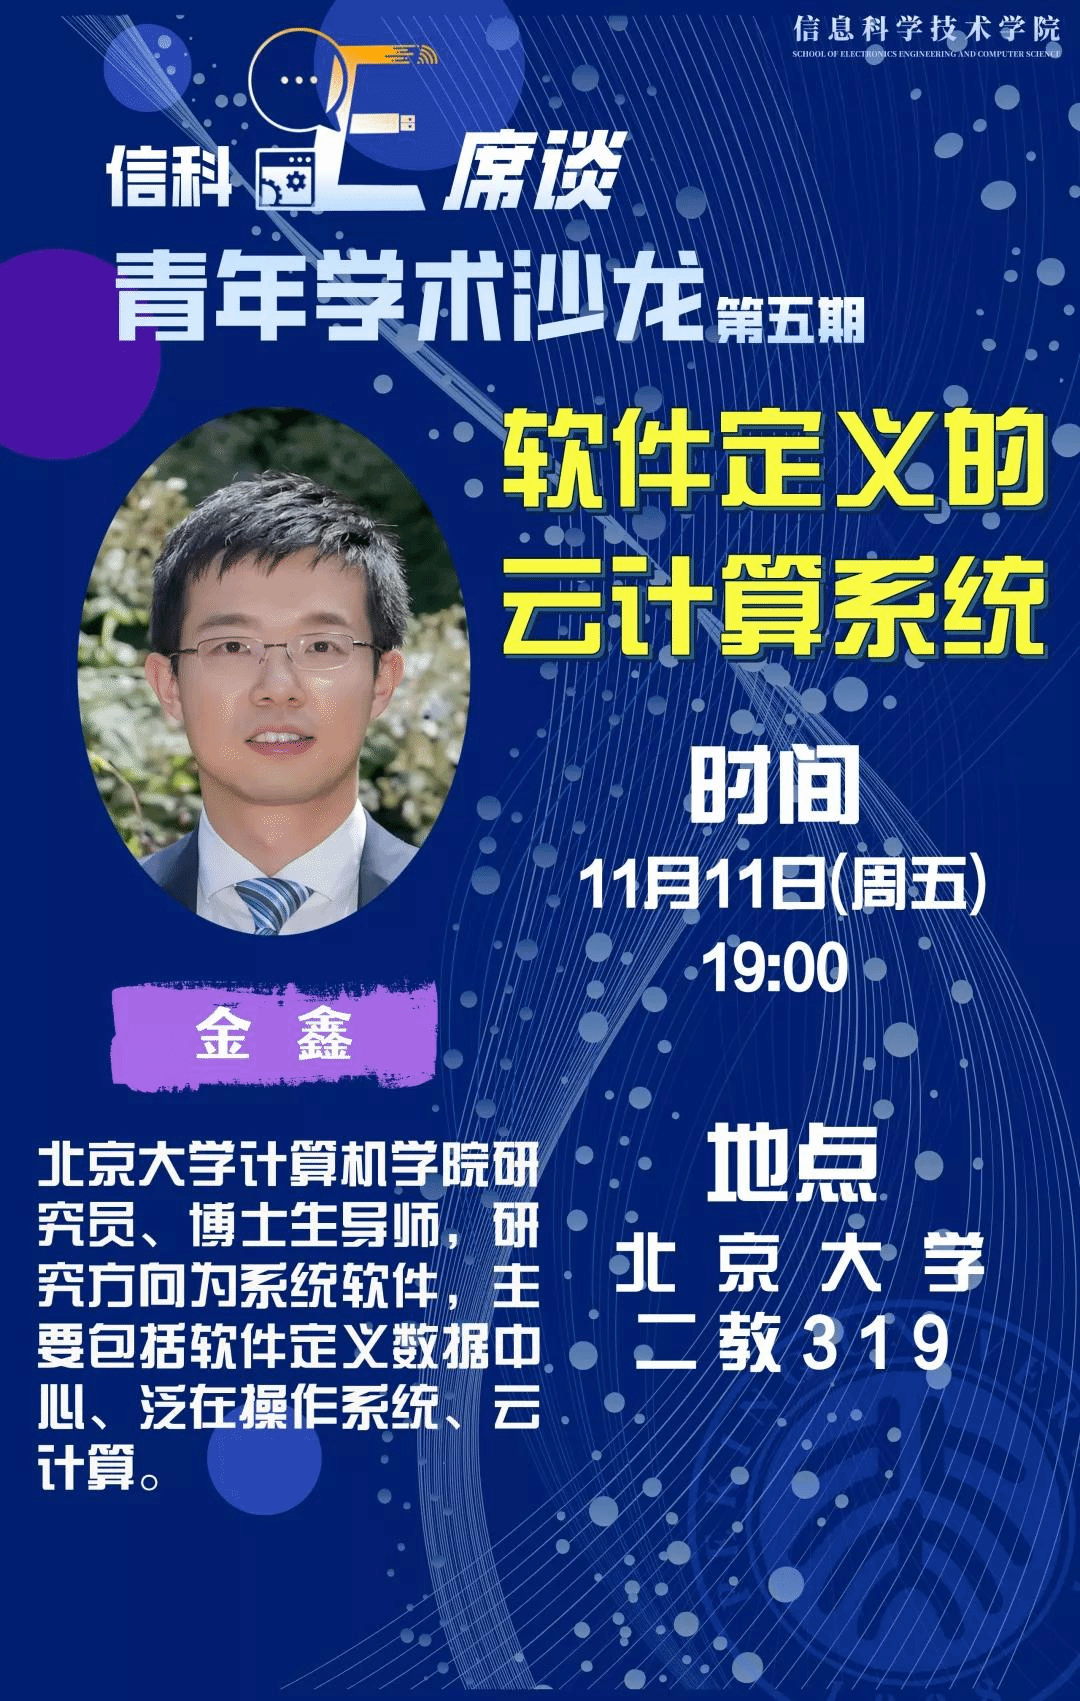 信息科学技术学院
SCHOOL OF ELECTRONICS ENGINEERING AND COMPUTER SCIENCE
信科E席谈
青年学术沙龙 第五期
软件定义的
云计算系统
时间
11月11日(周五)
19:00
金 鑫
北京大学计算机学院研
究员、博士生导师，研
究方向为系统软件，主
要包括软件定义数据中
心、泛在操作系统、云
计算。
地点
北京大学
二教319